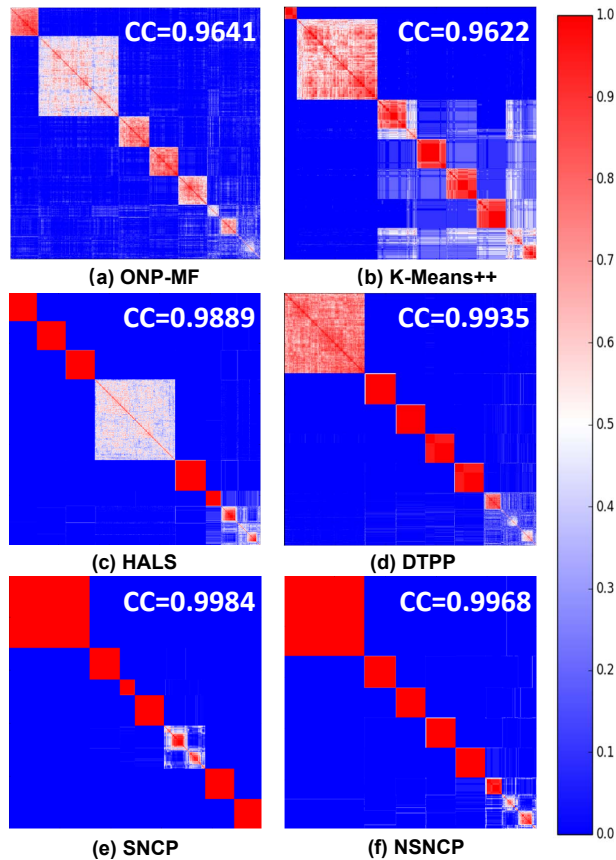 CC=0.9641
CC=0.9622
(a) ONP-MF
(b) K-Means++
CC=0.9889
CC=0.9935
(c) HALS
(d) DTPP
CC=0.9984
CC=0.9968
(e) SNCP
(f) NSNCP
1.0
0.9
0.8
0.7
0.6
0.5
0.4
0.3
0.2
0.1
0.0